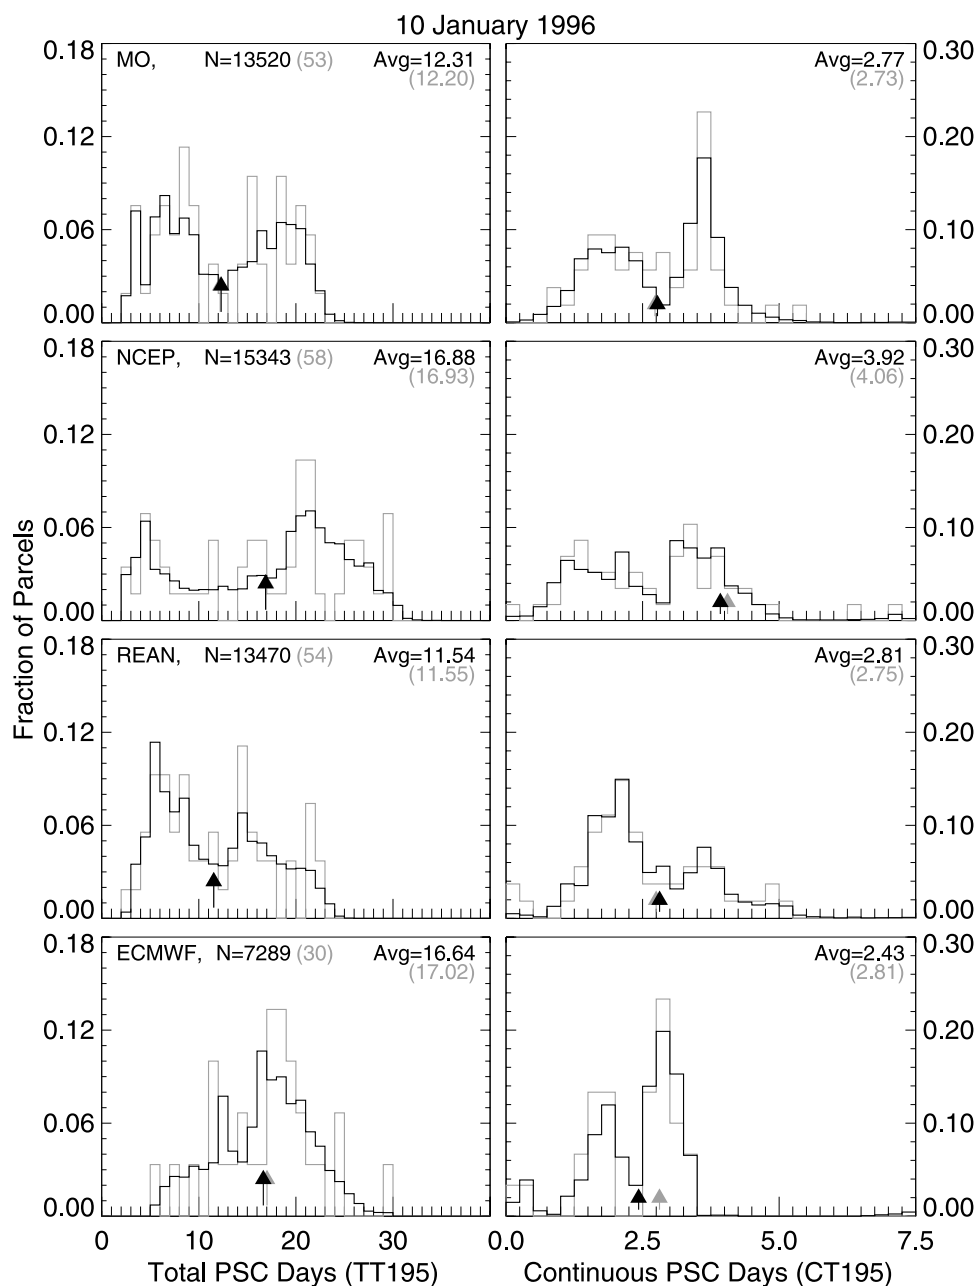 10 January 1996
0.18
MO, N=13520 (53) Avg=12.31
(12.20)
Avg=2.77
(2.73)
0.30
0.12
0.20
0.06
0.10
0.00
0.00
0.18
NCEP, N=15343 (58) Avg=16.88
(16.93)
Avg=3.92
(4.06)
0.30
0.12
0.20
0.06
0.10
0.00
0.00
Fraction of Parcels
0.18
REAN, N=13470 (54) Avg=11.54
(11.55)
Avg=2.81
(2.75)
0.30
0.12
0.20
0.06
0.10
0.00
0.00
0.18
ECMWF, N=7289 (30) Avg=16.64
(17.02)
Avg=2.43
(2.81)
0.30
0.12
0.20
0.06
0.10
0.00
0.00
0 10 20 30
0.0 2.5 5.0 7.5
Total PSC Days (TT195)
Continuous PSC Days (CT195)